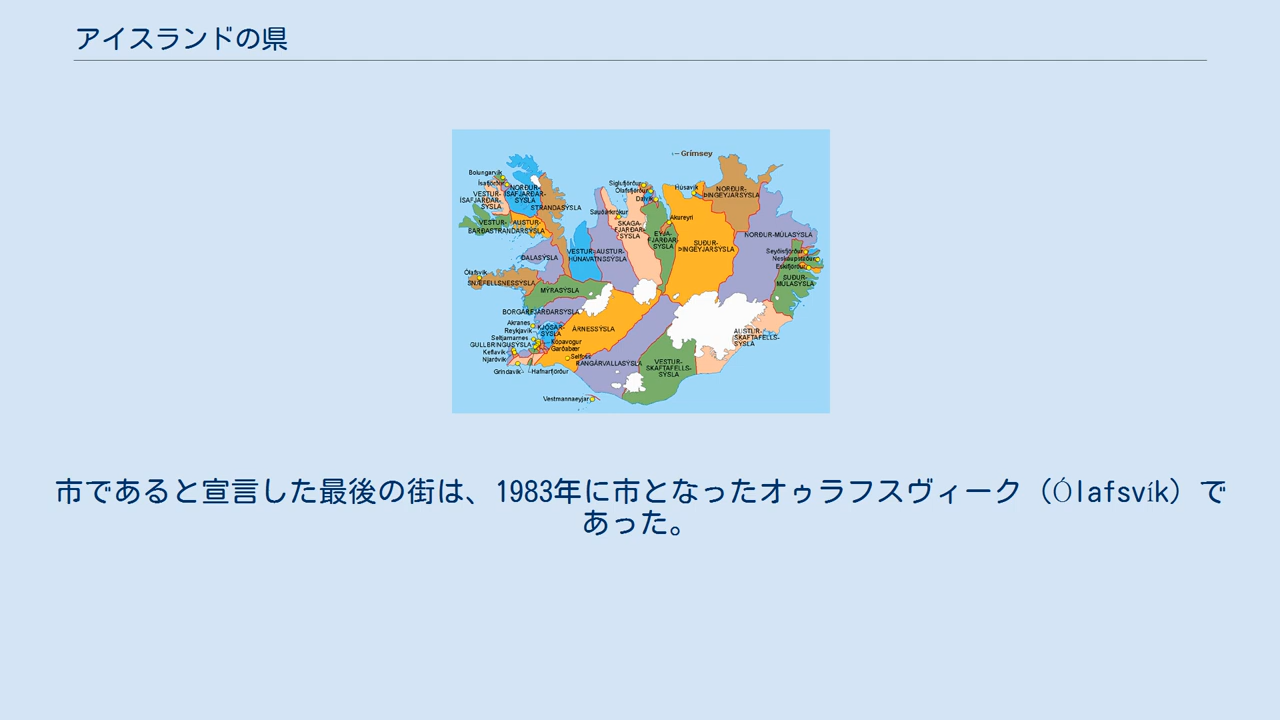 アイスランドの県
Grímsey
Bolungarvík
Ísafjörður
NORÐUR-
ÍSAFJARÐAR-
SÝSLA
VESTUR-
ÍSAFJARÐAR-
SÝSLA
STRANDASÝSLA
VESTUR-
AUSTUR-
BARÐASTRANDARSÝSLA
Siglufjörður
Ólafsfjörður
Dalvík
Húsavík
NORÐUR-
ÞINGEYJARSÝSLA
Sauðárkrókur
Akureyri
SKAGA-
FJARÐAR-
SÝSLA
EYJA-
FJARÐAR-
SÝSLA
SUÐUR-
ÞINGEYJARSÝSLA
NORÐUR-MÚLASÝSLA
Seyðisfjörður
Neskaupstaður
Eskifjörður
SUÐUR-
MÚLASÝSLA
DALASÝSLA
VESTUR-
AUSTUR-
HÚNAVATNSSÝSLA
Ólafsvík
SNÆFELLSNESSÝSLA
MÝRASÝSLA
BORGARFJARÐARSÝSLA
Akranes
Reykjavík
Seltjarnarnes
GULLBRINGUSÝSLA
Keflavík
Njarðvík
Grindavík
Hafnarfjörður
KJÓSAR-
SÝSLA
Kópavogur
Garðabær
Selfoss
ÁRNESSÝSLA
RANGÁRVALLASÝSLA
VESTUR-
SKAFTAFELLS-
SÝSLA
AUSTUR-
SKAFTAFELLS-
SÝSLA
Vestmannaeyjar
市であると宣言した最後の街は、1983年に市となったオゥラフスヴィーク（Ólafsvík）で
あった。